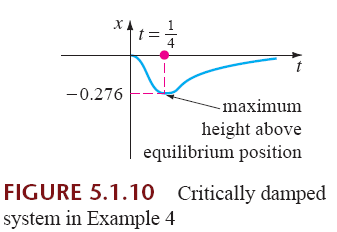 x
t = 1/4
t
−0.276
maximum
height above
equilibrium position
FIGURE 5.1.10 Critically damped
system in Example 4